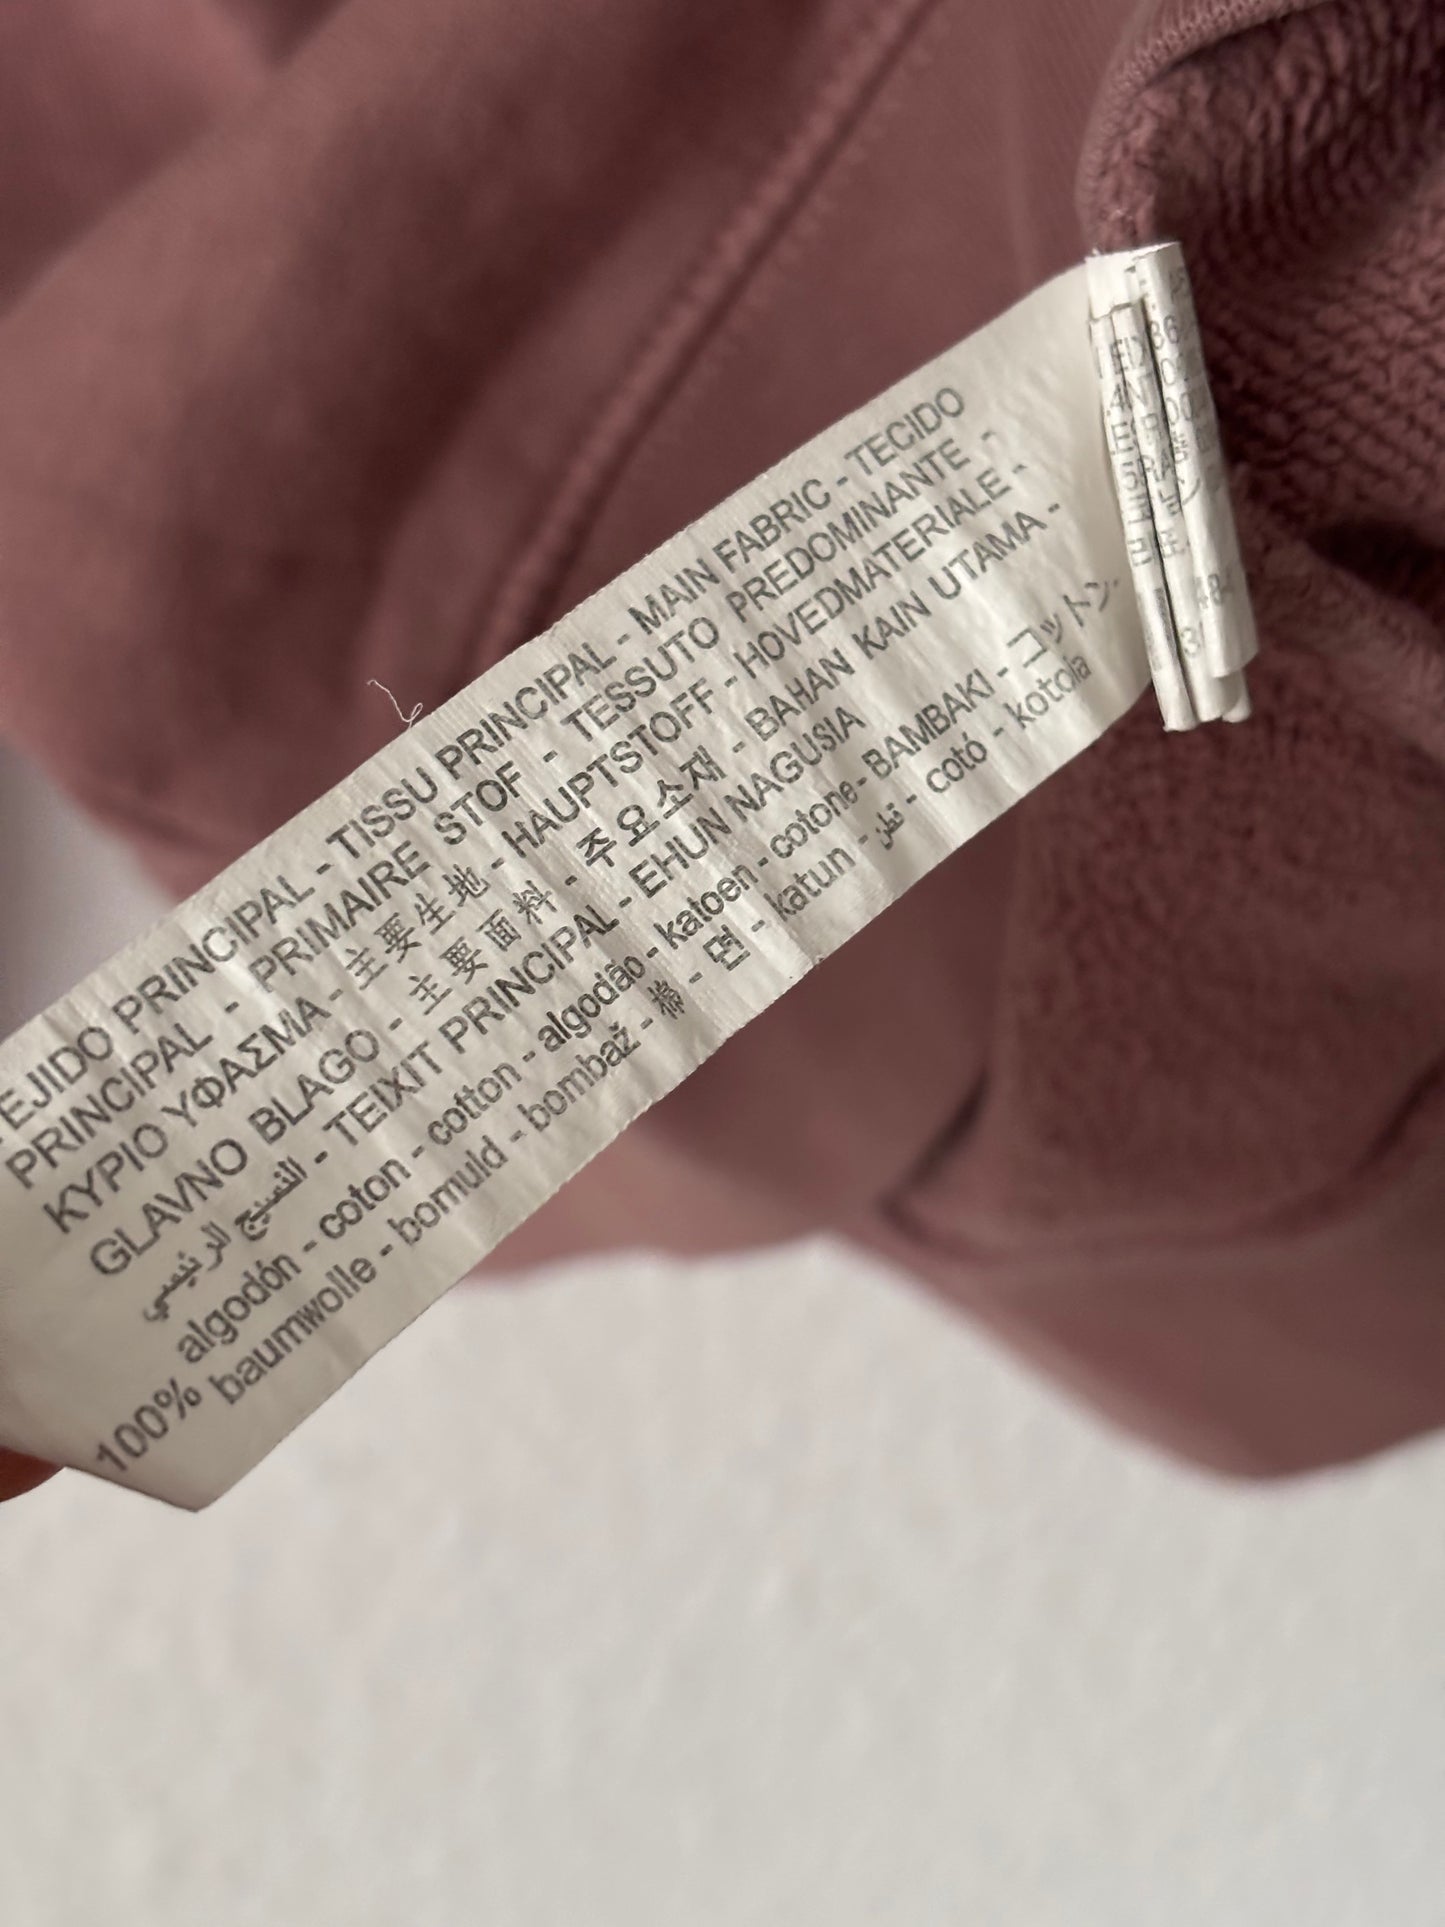 TEJIDO PRINCIPAL - TISSU PRINCIPAL - MAIN FABRIC - TECIDO
PRINCIPAL - PRIMAIRE STOF - TESSUTO PREDOMINANTE -
ΚΥΡΙΟ ΥΦΑΣΜΑ - 主要生地 - HAUPTSTOFF - HOVEDMATERIALE -
GLAVNO BLAGO - 主要面料 - 주요소재 - BAHAN KAIN UTAMA -
النسيج الرئيسي - TEIXIT PRINCIPAL - EHUN NAGUSIA
100% algodón - coton - cotton - algodão - katoen - cotone - ΒΑΜΒΑΚΙ - コットン -
baumwolle - bomuld - bombaž - 棉 - 면 - katun - قطن - cotó - kotoia